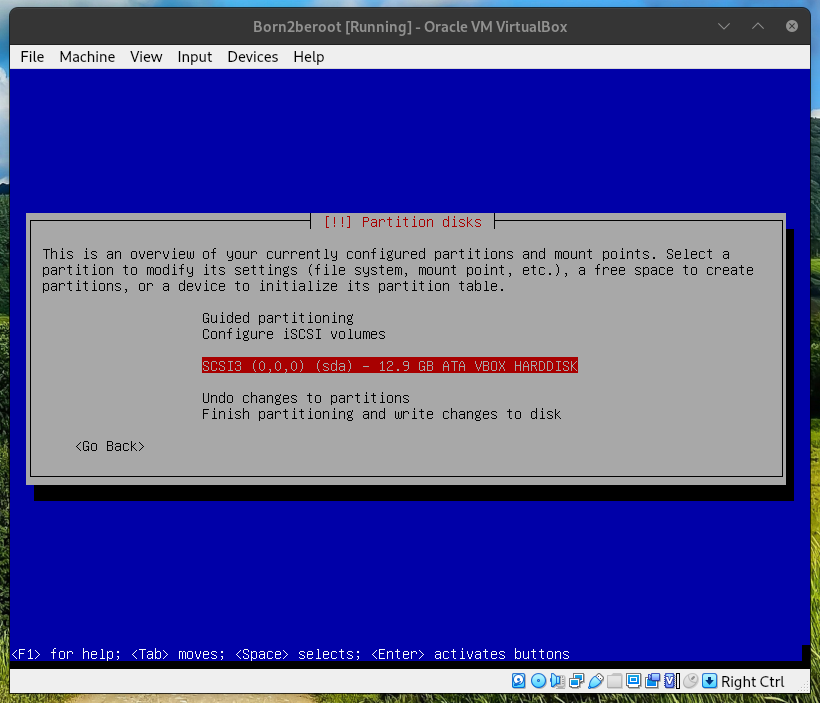 Born2beroot [Running] - Oracle VM VirtualBox
File Machine View Input Devices Help
[!!] Partition disks
This is an overview of your currently configured partitions and mount points. Select a
partition to modify its settings (file system, mount point, etc.), a free space to create
partitions, or a device to initialize its partition table.
Guided partitioning
Configure iSCSI volumes
SCSI3 (0,0,0) (sda) - 12.9 GB ATA VBOX HARDDISK
Undo changes to partitions
Finish partitioning and write changes to disk
<Go Back>
<F1> for help; <Tab> moves; <Space> selects; <Enter> activates buttons
Right Ctrl